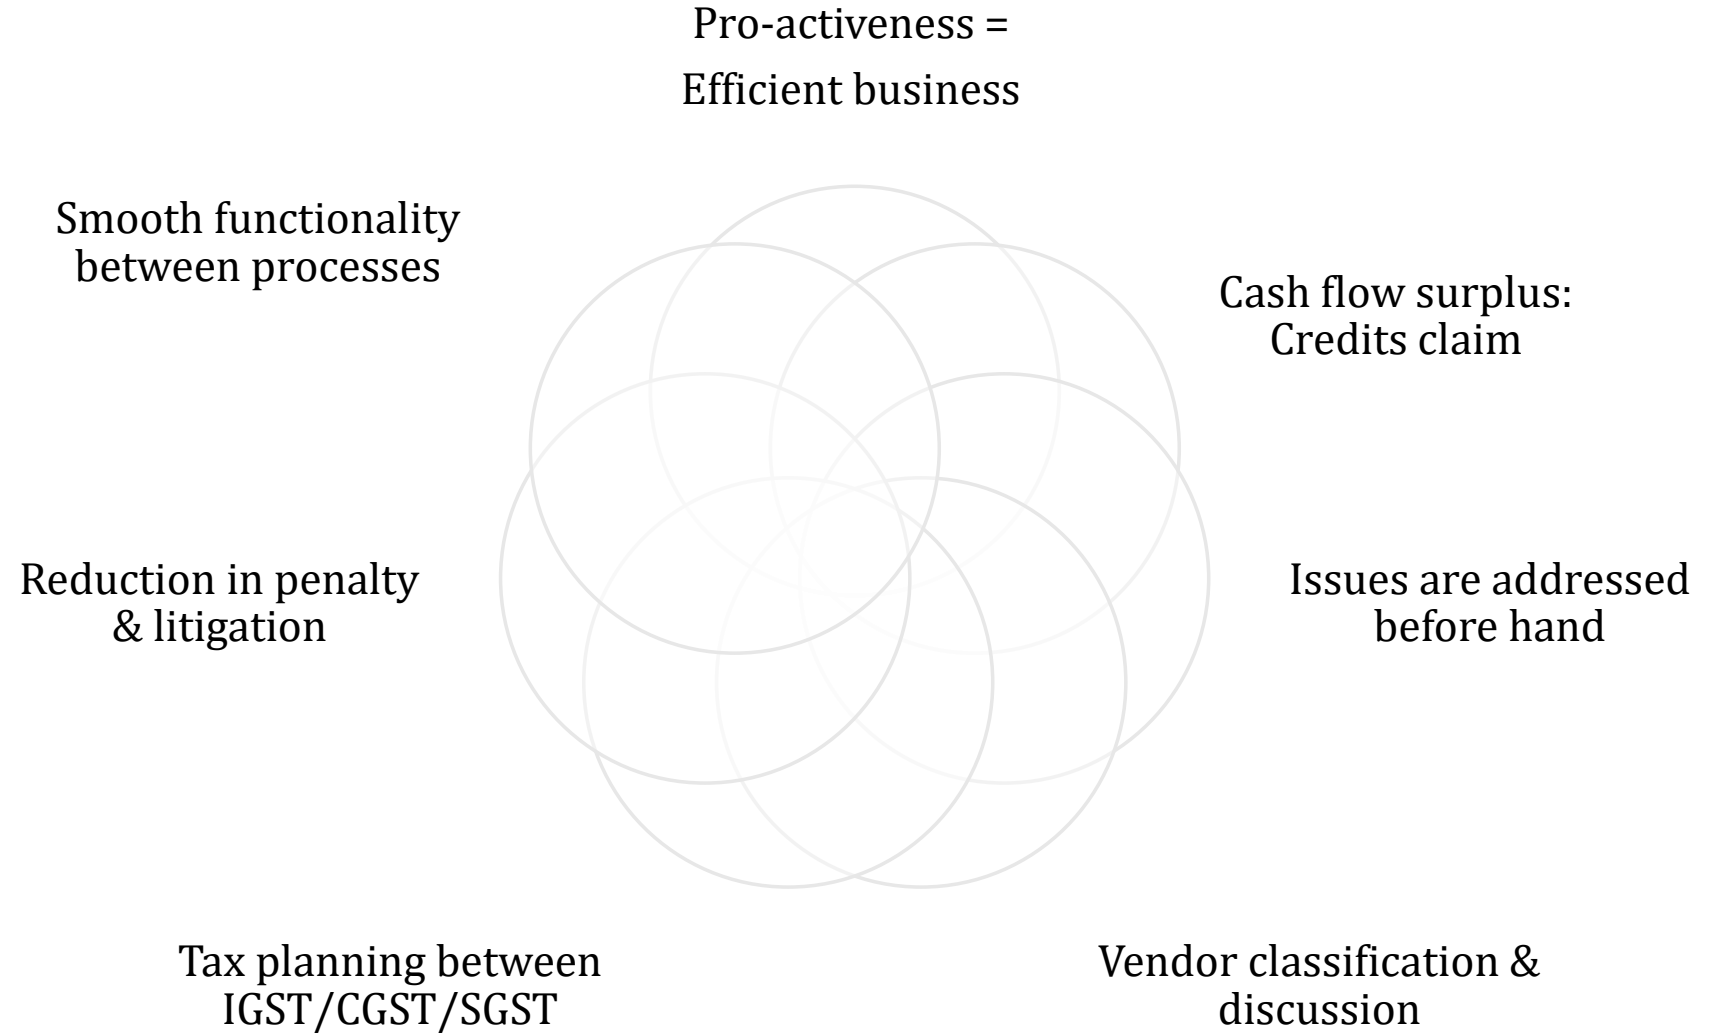 Pro-activeness =
Efficient business
Smooth functionality
between processes
Cash flow surplus:
Credits claim
Reduction in penalty
& litigation
Issues are addressed
before hand
Tax planning between
IGST/CGST/SGST
Vendor classification &
discussion